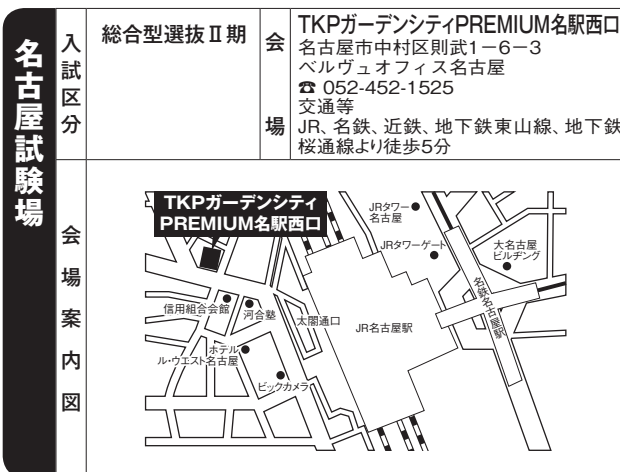 名古屋試験場
入試区分
総合型選抜Ⅱ期
会場
TKPガーデンシティPREMIUM名駅西口
名古屋市中村区則武1－6－3
ベルヴュオフィス名古屋
☎ 052-452-1525
交通等
JR、名鉄、近鉄、地下鉄東山線、地下鉄
桜通線より徒歩5分
会場案内図
TKPガーデンシティ
PREMIUM名駅西口
JRタワー
名古屋
JRタワーゲート
大名古屋
ビルヂング
名鉄名古屋駅
信用組合会館
河合塾
太閤通口
JR名古屋駅
ホテル
ル・ウエスト名古屋
ビックカメラ